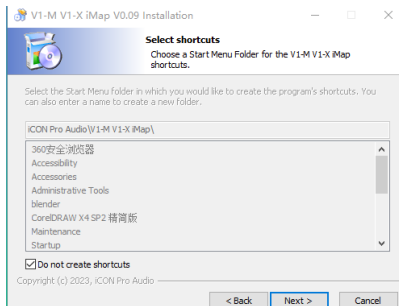 V1-M V1-X iMap V0.09 Installation
Select shortcuts
Choose a Start Menu Folder for the V1-M V1-X iMap
shortcuts.
Select the Start Menu folder in which you would like to create the program's shortcuts. You
can also enter a name to create a new folder.
iCON Pro Audio\V1-M V1-X iMap\
360安全浏览器
Accessibility
Accessories
Administrative Tools
blender
CorelDRAW X4 SP2 精简版
Maintenance
Startup
Do not create shortcuts
Copyright (c) 2023, iCON Pro Audio
< Back
Next >
Cancel